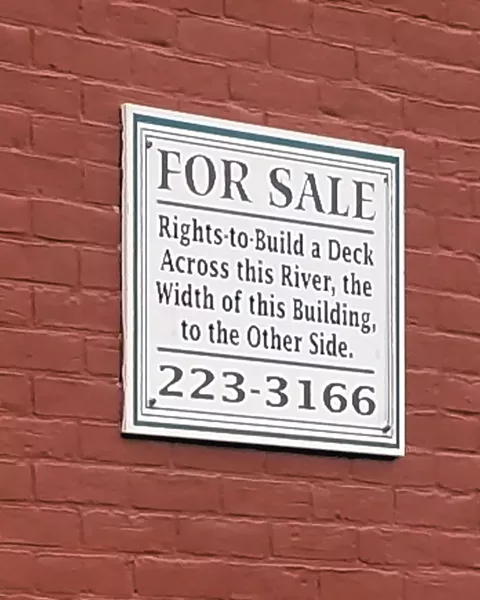 FOR SALE
Rights-to-Build a Deck
Across this River, the
Width of this Building,
to the Other Side.
223-3166